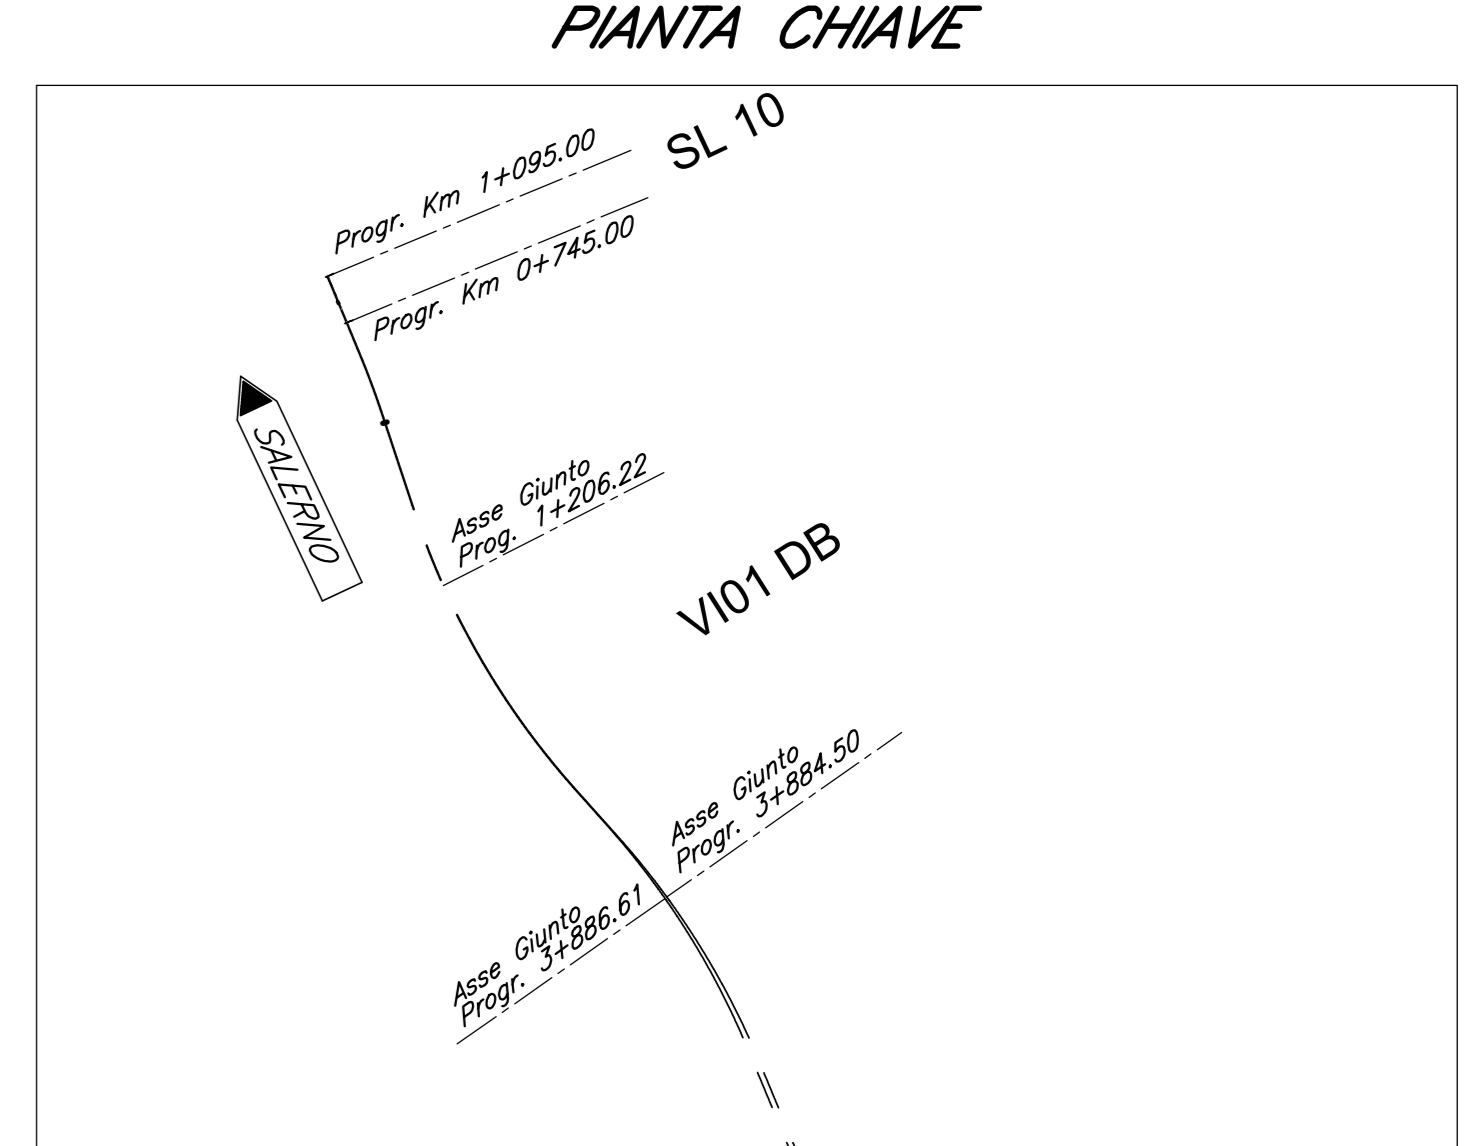 PIANTA CHIAVE
SL 10
Progr. Km 1+095.00
Progr. Km 0+745.00
SALERNO
Asse Giunto
Prog. 1+206.22
VI01 DB
Asse Giunto
Progr. 3+884.50
Asse Giunto
Progr. 3+886.61